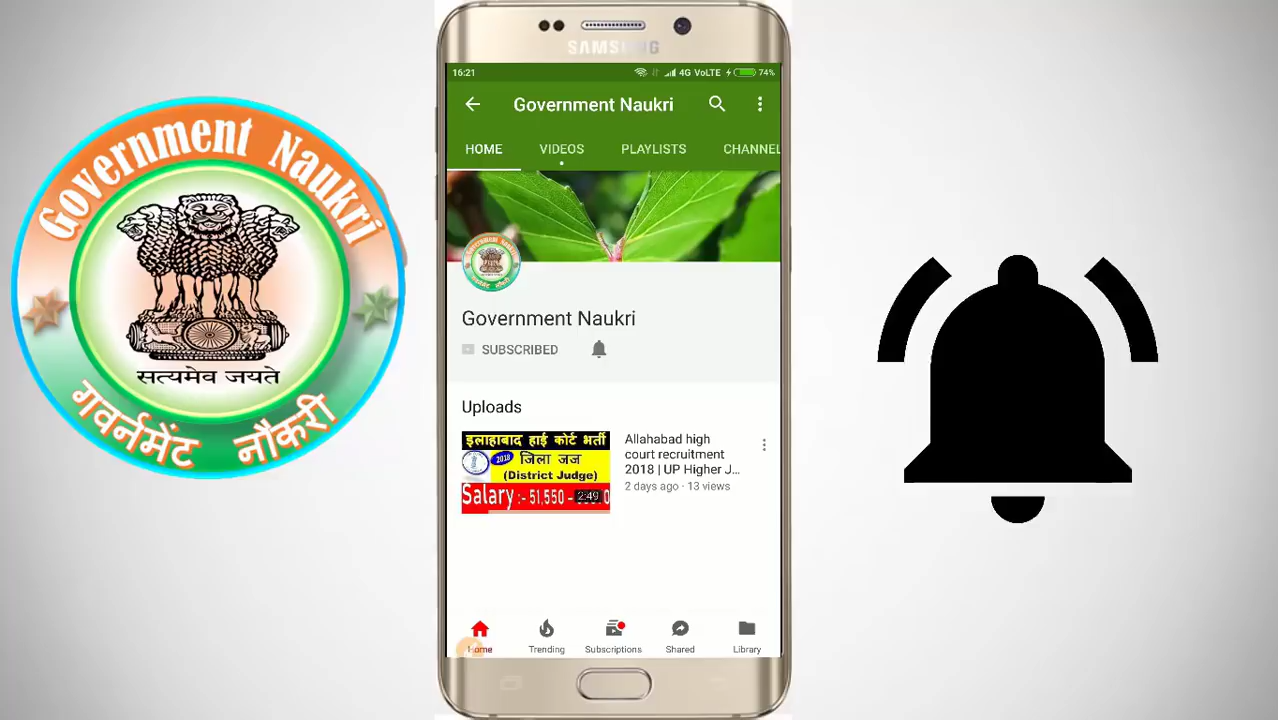 Government Naukri
सत्यमेव जयते
गवर्नमेंट नौकरी
SAMSUNG
16:21 4G VoLTE 74%
Government Naukri
HOME VIDEOS PLAYLISTS CHANNEL
Government Naukri
SUBSCRIBED
Uploads
इलाहाबाद हाई कोर्ट भर्ती
2018 जिला जज
(District Judge)
Salary :- 51,550 –
2:49
Allahabad high
court recruitment
2018 | UP Higher J...
2 days ago · 13 views
Home Trending Subscriptions Shared Library